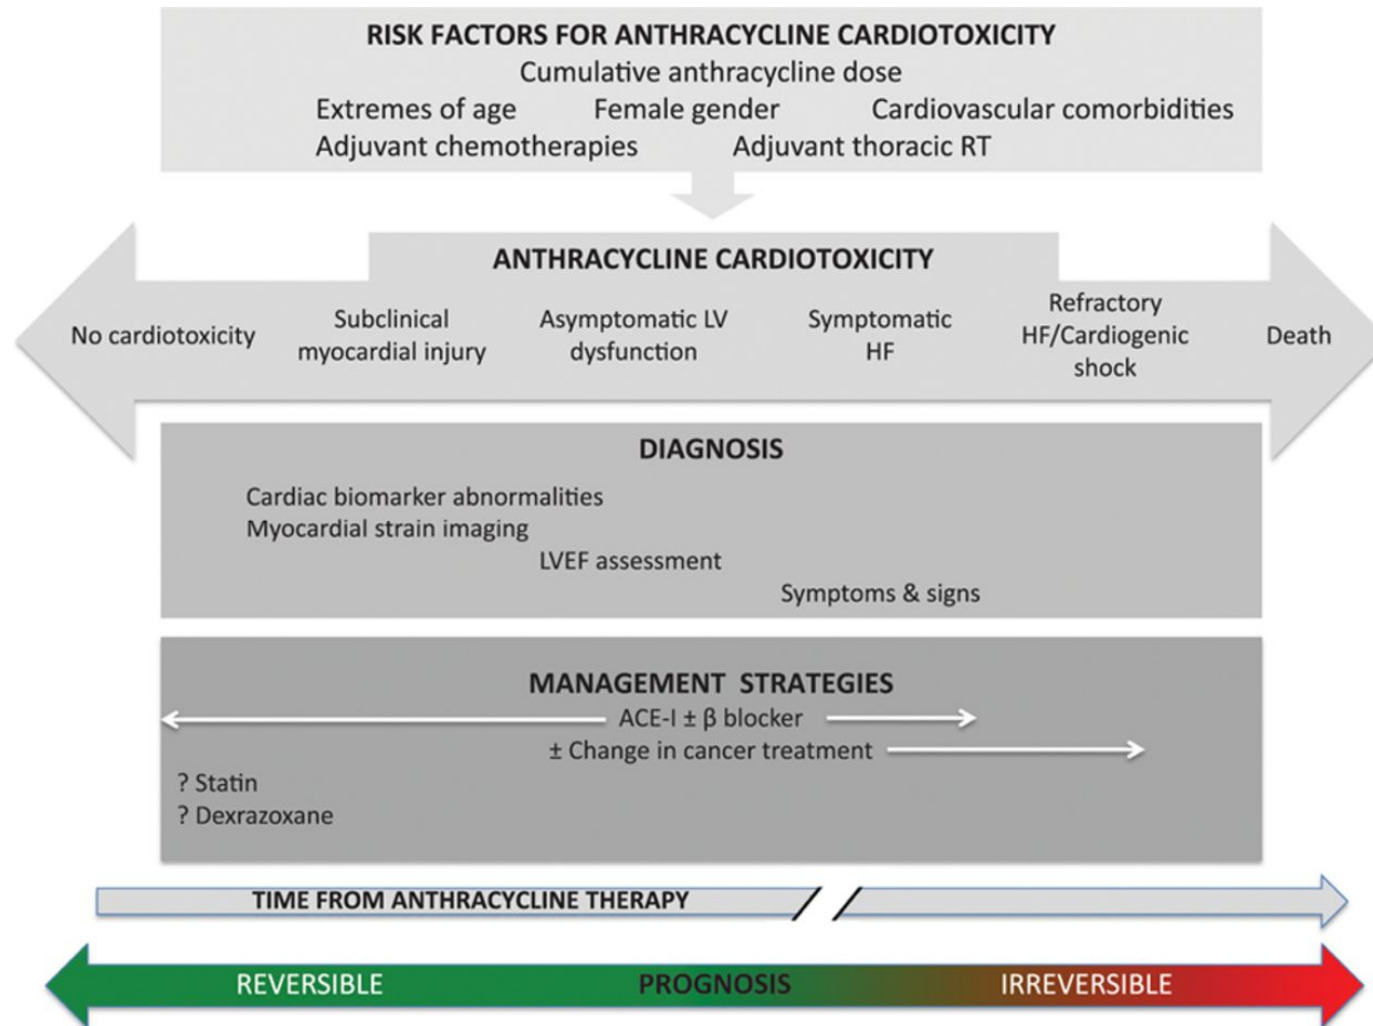 RISK FACTORS FOR ANTHRACYCLINE CARDIOTOXICITY
Cumulative anthracycline dose
Extremes of age Female gender Cardiovascular comorbidities
Adjuvant chemotherapies Adjuvant thoracic RT
ANTHRACYCLINE CARDIOTOXICITY
No cardiotoxicity
Subclinical
myocardial injury
Asymptomatic LV
dysfunction
Symptomatic
HF
Refractory
HF/Cardiogenic
shock
Death
DIAGNOSIS
Cardiac biomarker abnormalities
Myocardial strain imaging
LVEF assessment
Symptoms & signs
MANAGEMENT STRATEGIES
ACE-I ± β blocker
± Change in cancer treatment
? Statin
? Dexrazoxane
TIME FROM ANTHRACYCLINE THERAPY
REVERSIBLE PROGNOSIS IRREVERSIBLE